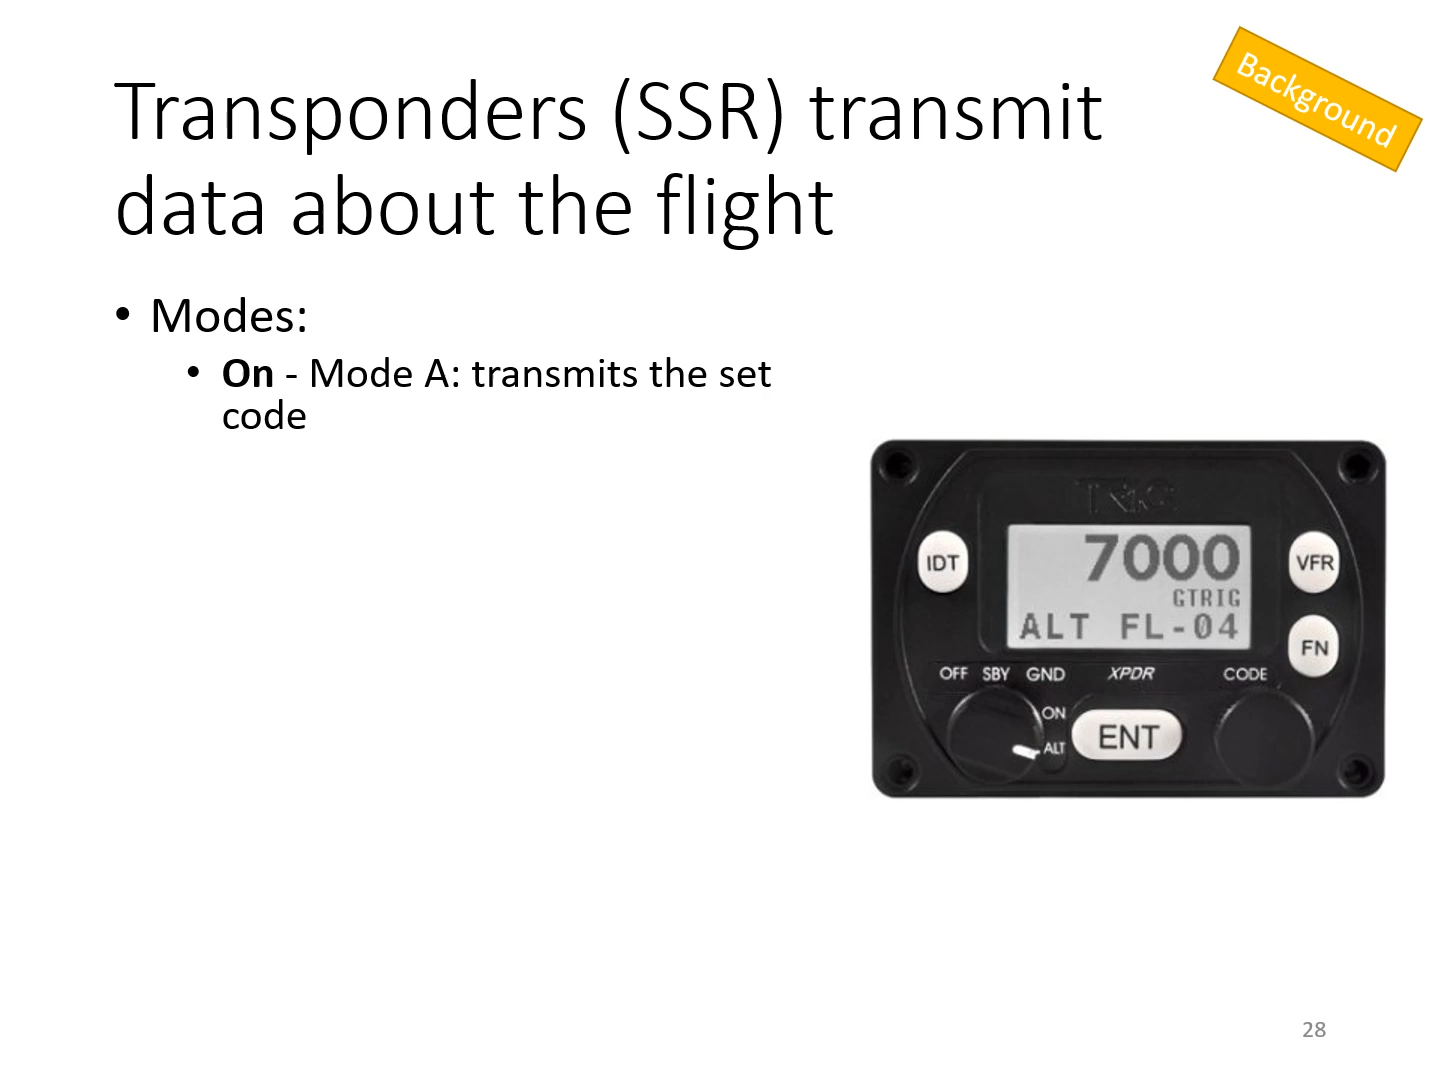 Background
Transponders (SSR) transmit
data about the flight
• Modes:
• On - Mode A: transmits the set
code
TRIG
7000
IDT
VFR
GTRIG
ALT FL-04
FN
OFF SBY GND XPDR CODE
ON
ENT
ALT
28